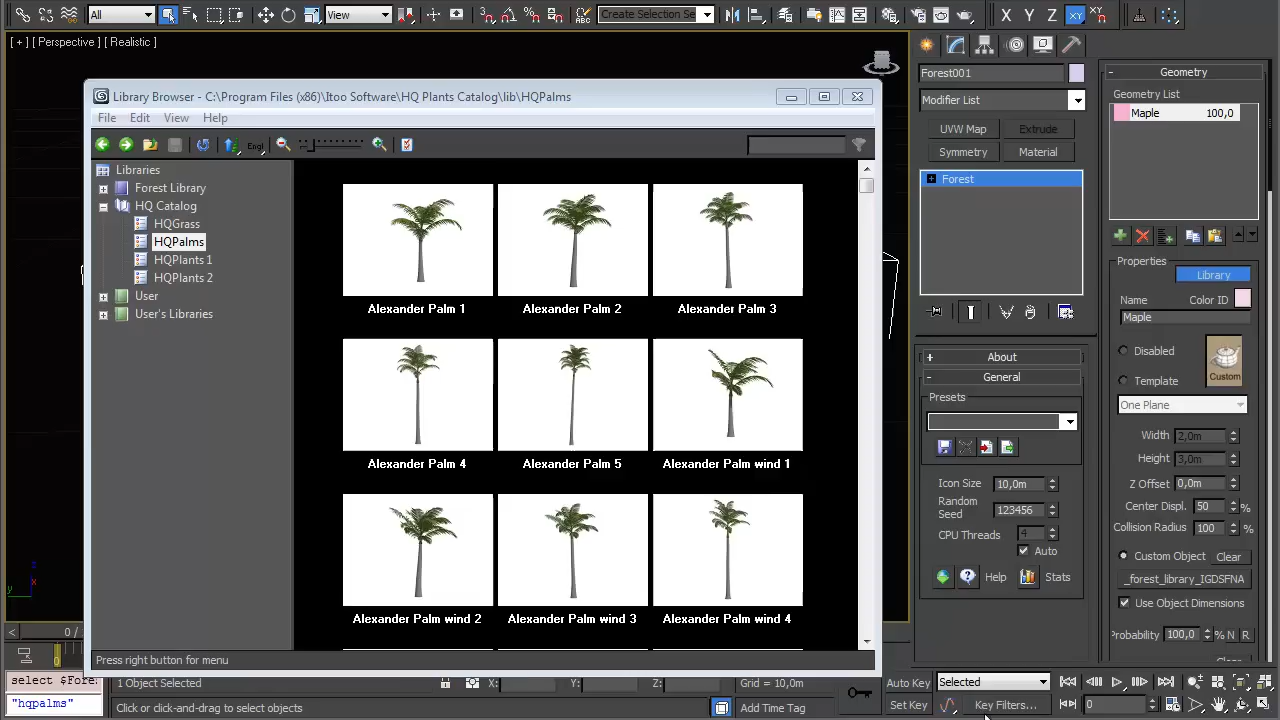 All
View
Create Selection Se
X Y Z XY
[ + ] [ Perspective ] [ Realistic ]
Library Browser - C:\Program Files (x86)\Itoo Software\HQ Plants Catalog\lib\HQPalms
File Edit View Help
Engl
Libraries
Forest Library
HQ Catalog
HQGrass
HQPalms
HQPlants 1
HQPlants 2
User
User's Libraries
Alexander Palm 1
Alexander Palm 2
Alexander Palm 3
Alexander Palm 4
Alexander Palm 5
Alexander Palm wind 1
Alexander Palm wind 2
Alexander Palm wind 3
Alexander Palm wind 4
Press right button for menu
Forest001
Modifier List
UVW Map
Extrude
Symmetry
Material
Forest
About
General
Presets
Icon Size 10,0m
Random
Seed
123456
CPU Threads 4
Auto
Help
Stats
Geometry
Geometry List
Maple 100,0
Properties
Library
Name
Color ID
Maple
Disabled
Custom
Template
One Plane
Width 2,0m
Height 3,0m
Z Offset 0,0m
Center Displ. 50 %
Collision Radius 100 %
Custom Object Clear
_forest_library_IGDSFNA
Use Object Dimensions
Probability 100,0 % N R
Clear
z
x
y
0 /
0
select $Fores
"hqpalms"
1 Object Selected
X:
Y:
Z:
Grid = 10,0m
Click or click-and-drag to select objects
Add Time Tag
Auto Key
Selected
Set Key
Key Filters...
0